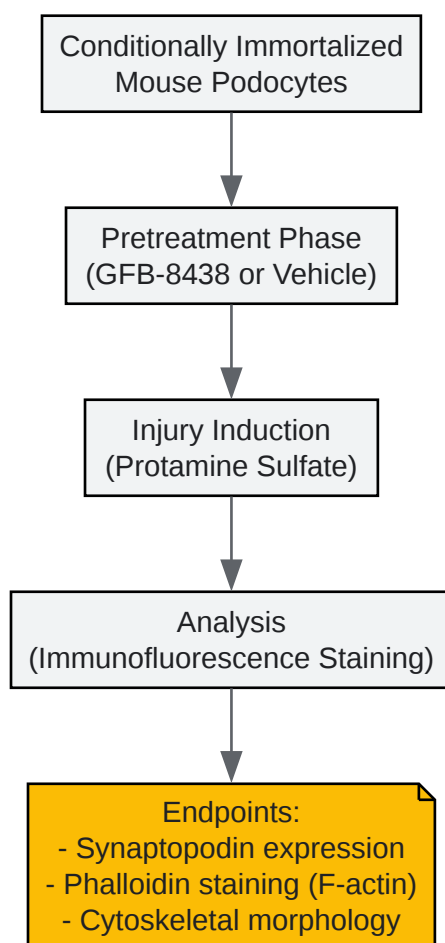 Conditionally Immortalized
Mouse Podocytes
Pretreatment Phase
(GFB-8438 or Vehicle)
Injury Induction
(Protamine Sulfate)
Analysis
(Immunofluorescence Staining)
Endpoints:
- Synaptopodin expression
- Phalloidin staining (F-actin)
- Cytoskeletal morphology